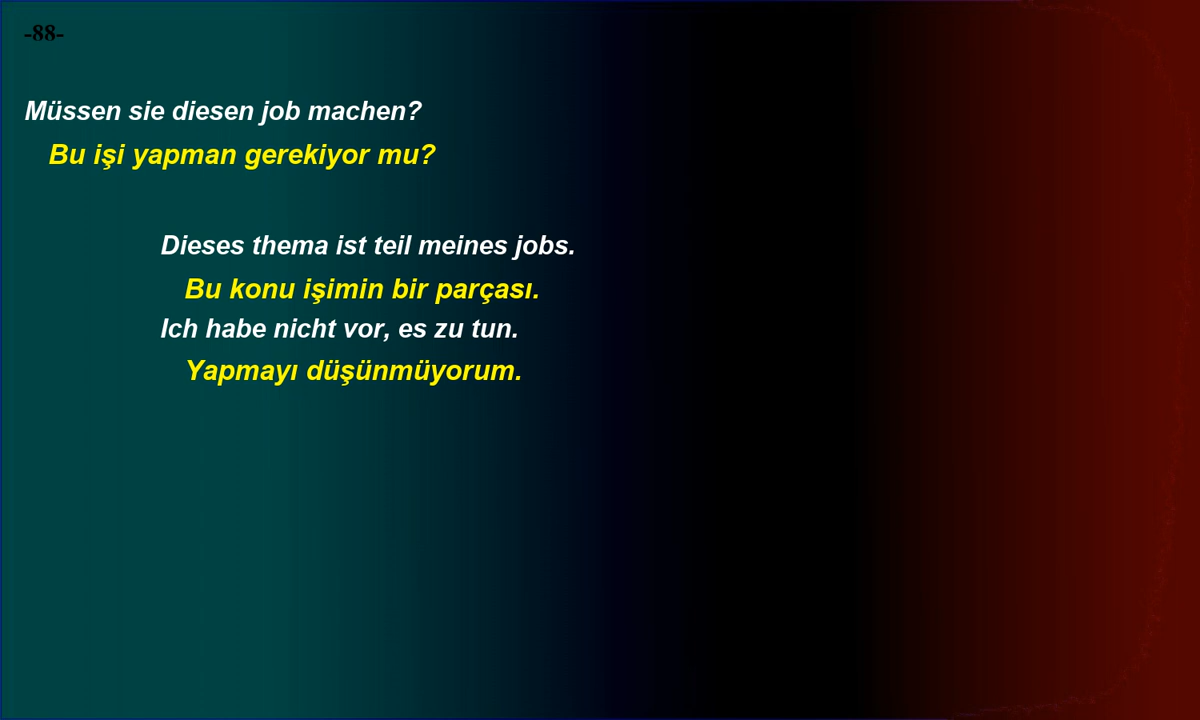 -88-
Müssen sie diesen job machen?
Bu işi yapman gerekiyor mu?
Dieses thema ist teil meines jobs.
Bu konu işimin bir parçası.
Ich habe nicht vor, es zu tun.
Yapmayı düşünmüyorum.